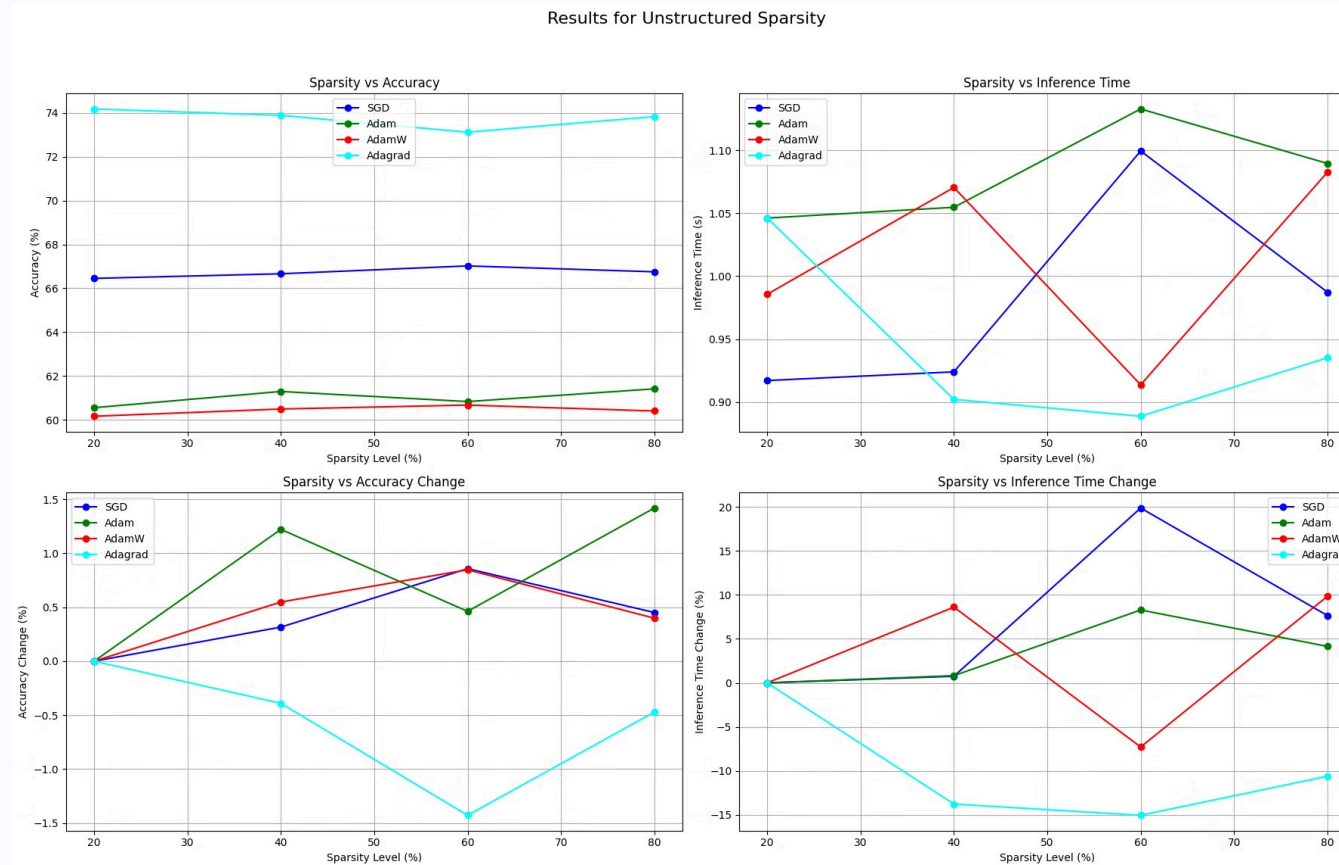 Results for Unstructured Sparsity
Sparsity vs Accuracy
Accuracy (%)
74
72
70
68
66
64
62
60
SGD
Adam
AdamW
Adagrad
20
30
40
50
60
70
80
Sparsity Level (%)
Sparsity vs Inference Time
Inference Time (s)
1.10
1.05
1.00
0.95
0.90
SGD
Adam
AdamW
Adagrad
20
30
40
50
60
70
80
Sparsity Level (%)
Sparsity vs Accuracy Change
Accuracy Change (%)
1.5
1.0
0.5
0.0
−0.5
−1.0
−1.5
SGD
Adam
AdamW
Adagrad
20
30
40
50
60
70
80
Sparsity Level (%)
Sparsity vs Inference Time Change
Inference Time Change (%)
20
15
10
5
0
−5
−10
−15
SGD
Adam
AdamW
Adagrad
20
30
40
50
60
70
80
Sparsity Level (%)